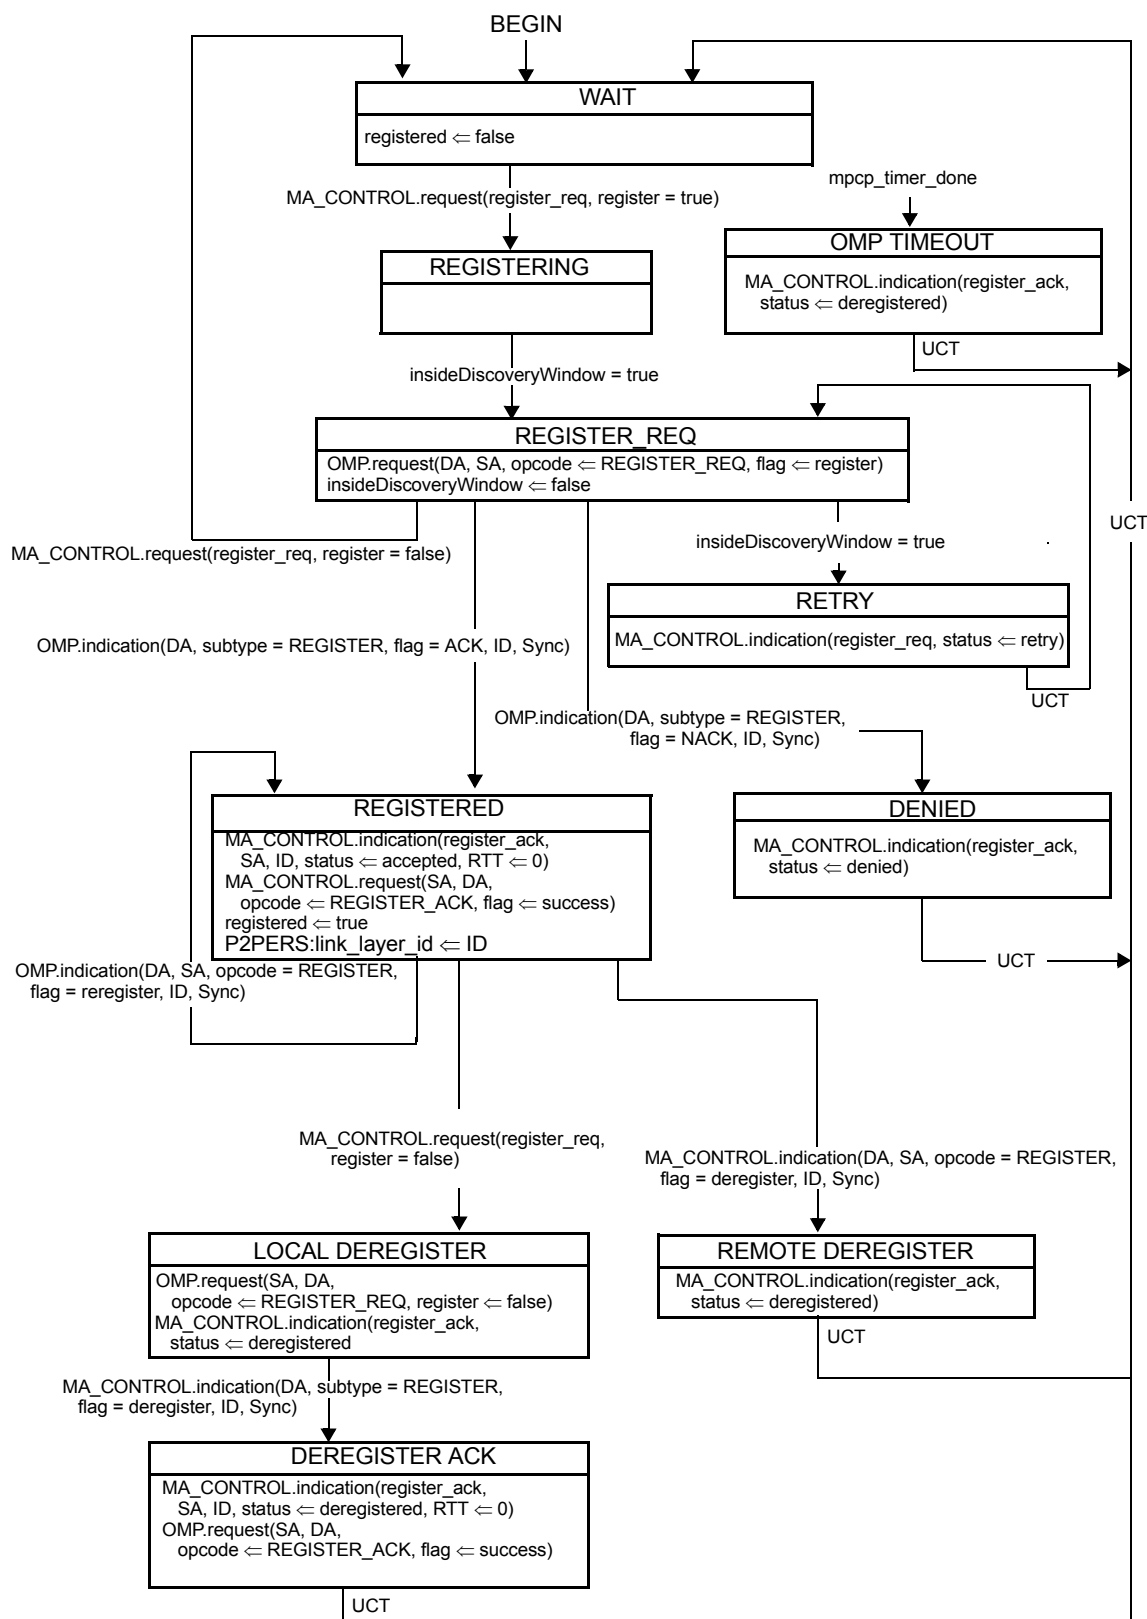 BEGIN
WAIT
registered ⇐ false
MA_CONTROL.request(register_req, register = true)
mpcp_timer_done
OMP TIMEOUT
MA_CONTROL.indication(register_ack,
status ⇐ deregistered)
UCT
REGISTERING
insideDiscoveryWindow = true
REGISTER_REQ
OMP.request(DA, SA, opcode ⇐ REGISTER_REQ, flag ⇐ register)
insideDiscoveryWindow ⇐ false
UCT
MA_CONTROL.request(register_req, register = false)
insideDiscoveryWindow = true
RETRY
MA_CONTROL.indication(register_req, status ⇐ retry)
UCT
OMP.indication(DA, subtype = REGISTER, flag = ACK, ID, Sync)
OMP.indication(DA, subtype = REGISTER,
flag = NACK, ID, Sync)
REGISTERED
MA_CONTROL.indication(register_ack,
SA, ID, status ⇐ accepted, RTT ⇐ 0)
MA_CONTROL.request(SA, DA,
opcode ⇐ REGISTER_ACK, flag ⇐ success)
registered ⇐ true
P2PERS:link_layer_id ⇐ ID
DENIED
MA_CONTROL.indication(register_ack,
status ⇐ denied)
UCT
OMP.indication(DA, SA, opcode = REGISTER,
flag = reregister, ID, Sync)
MA_CONTROL.request(register_req,
register = false)
MA_CONTROL.indication(DA, SA, opcode = REGISTER,
flag = deregister, ID, Sync)
LOCAL DEREGISTER
OMP.request(SA, DA,
opcode ⇐ REGISTER_REQ, register ⇐ false)
MA_CONTROL.indication(register_ack,
status ⇐ deregistered
REMOTE DEREGISTER
MA_CONTROL.indication(register_ack,
status ⇐ deregistered)
UCT
MA_CONTROL.indication(DA, subtype = REGISTER,
flag = deregister, ID, Sync)
DEREGISTER ACK
MA_CONTROL.indication(register_ack,
SA, ID, status ⇐ deregistered, RTT ⇐ 0)
OMP.request(SA, DA,
opcode ⇐ REGISTER_ACK, flag ⇐ success)
UCT